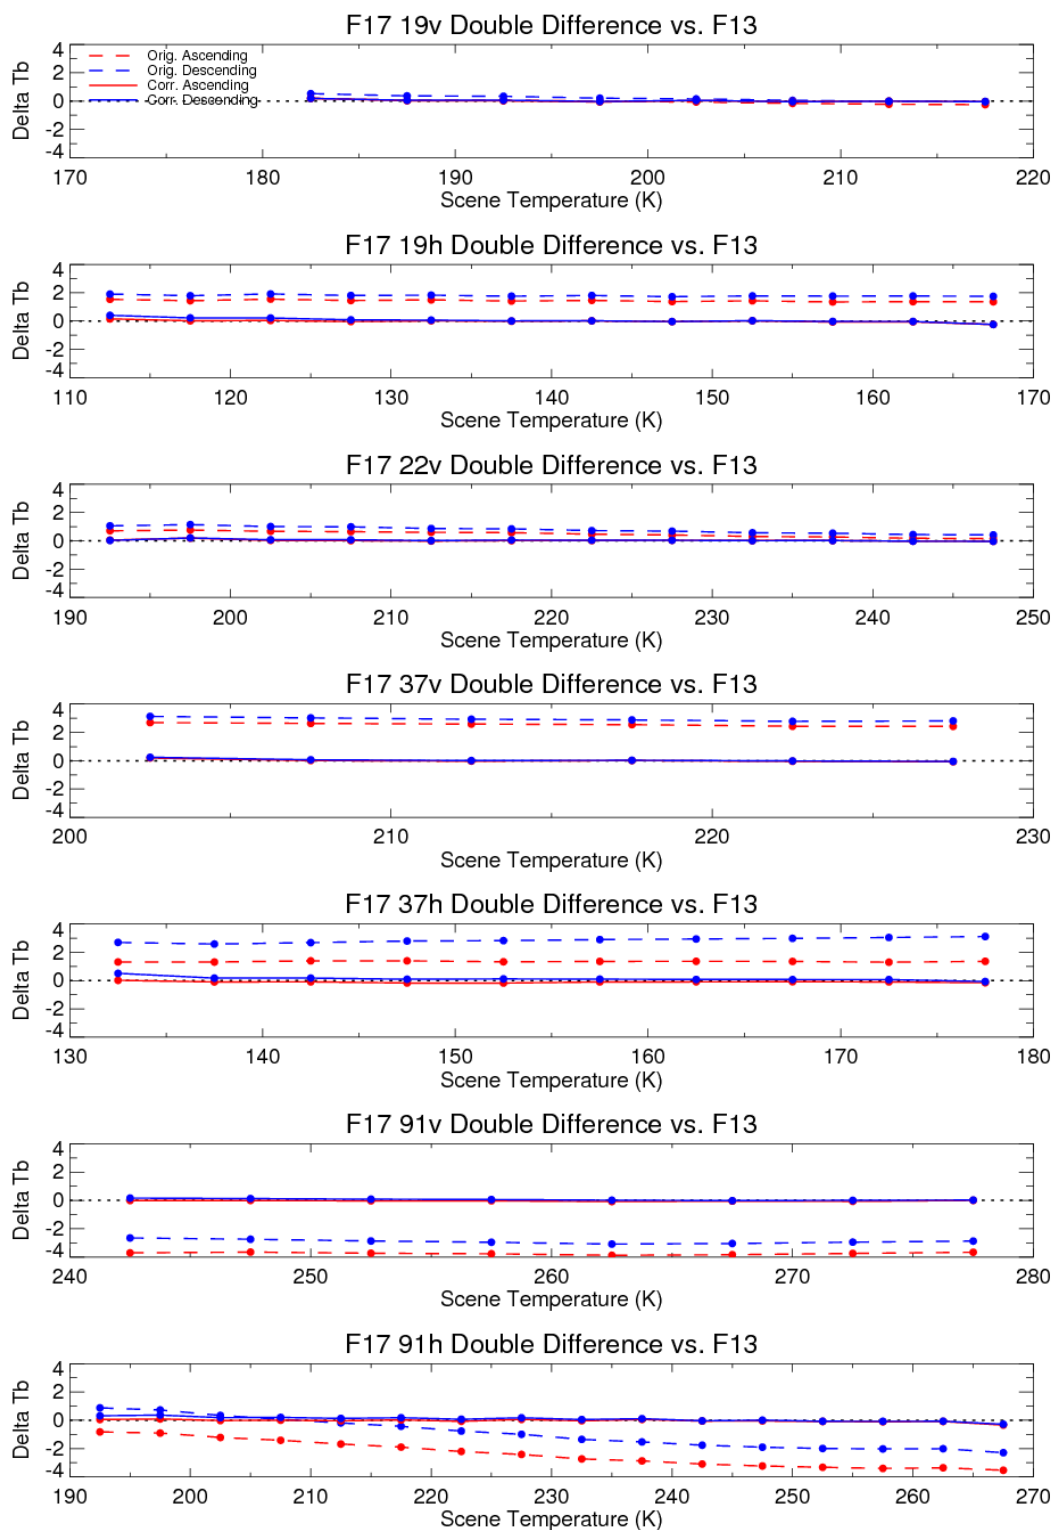 F17 19v Double Difference vs. F13
4
Orig. Ascending
2
Orig. Descending
Corr. Ascending
0
Corr. Descending
-2
-4
Delta Tb
170 180 190 200 210 220
Scene Temperature (K)
F17 19h Double Difference vs. F13
4
2
0
-2
-4
Delta Tb
110 120 130 140 150 160 170
Scene Temperature (K)
F17 22v Double Difference vs. F13
4
2
0
-2
-4
Delta Tb
190 200 210 220 230 240 250
Scene Temperature (K)
F17 37v Double Difference vs. F13
4
2
0
-2
-4
Delta Tb
200 210 220 230
Scene Temperature (K)
F17 37h Double Difference vs. F13
4
2
0
-2
-4
Delta Tb
130 140 150 160 170 180
Scene Temperature (K)
F17 91v Double Difference vs. F13
4
2
0
-2
-4
Delta Tb
240 250 260 270 280
Scene Temperature (K)
F17 91h Double Difference vs. F13
4
2
0
-2
-4
Delta Tb
190 200 210 220 230 240 250 260 270
Scene Temperature (K)